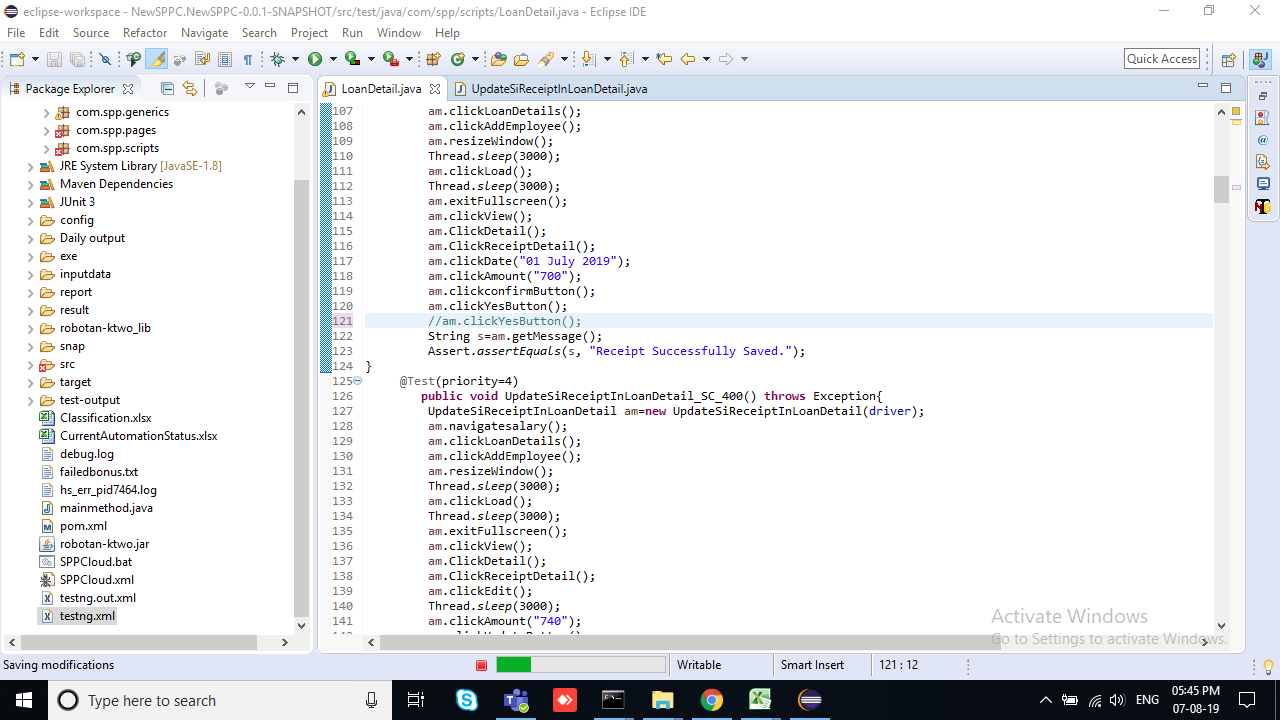 eclipse-workspace - NewSPPC.NewSPPC-0.0.1-SNAPSHOT/src/test/java/com/spp/scripts/LoanDetail.java - Eclipse IDE
File Edit Source Refactor Navigate Search Project Run Window Help
Quick Access
Package Explorer
com.spp.generics
com.spp.pages
com.spp.scripts
JRE System Library [JavaSE-1.8]
Maven Dependencies
JUnit 3
config
Daily output
exe
inputdata
report
result
robotan-ktwo_lib
snap
src
target
test-output
Classification.xlsx
CurrentAutomationStatus.xlsx
debug.log
failedbonus.txt
hs_err_pid7464.log
mainmethod.java
pom.xml
robotan-ktwo.jar
SPPCloud.bat
SPPCloud.xml
testng.out.xml
testng.xml
LoanDetail.java UpdateSiReceiptInLoanDetail.java
107 am.clickLoanDetails();
108 am.clickAddEmployee();
109 am.resizeWindow();
110 Thread.sleep(3000);
111 am.clickLoad();
112 Thread.sleep(3000);
113 am.exitFullscreen();
114 am.clickView();
115 am.ClickDetail();
116 am.ClickReceiptDetail();
117 am.clickDate("01 July 2019");
118 am.clickAmount("700");
119 am.clickconfirmButton();
120 am.clickYesButton();
121 //am.clickYesButton();
122 String s=am.getMessage();
123 Assert.assertEquals(s, "Receipt Successfully Saved.");
124 }
125 @Test(priority=4)
126 public void UpdateSiReceiptInLoanDetail_SC_400() throws Exception{
127 UpdateSiReceiptInLoanDetail am=new UpdateSiReceiptInLoanDetail(driver);
128 am.navigatesalary();
129 am.clickLoanDetails();
130 am.clickAddEmployee();
131 am.resizeWindow();
132 Thread.sleep(3000);
133 am.clickLoad();
134 Thread.sleep(3000);
135 am.exitFullscreen();
136 am.clickView();
137 am.ClickDetail();
138 am.ClickReceiptDetail();
139 am.clickEdit();
140 Thread.sleep(3000);
141 am.clickAmount("740");
Activate Windows
Go to Settings to activate Windows.
Saving modifications Writable Smart Insert 121 : 12
Type here to search
ENG
05:45 PM
07-08-19